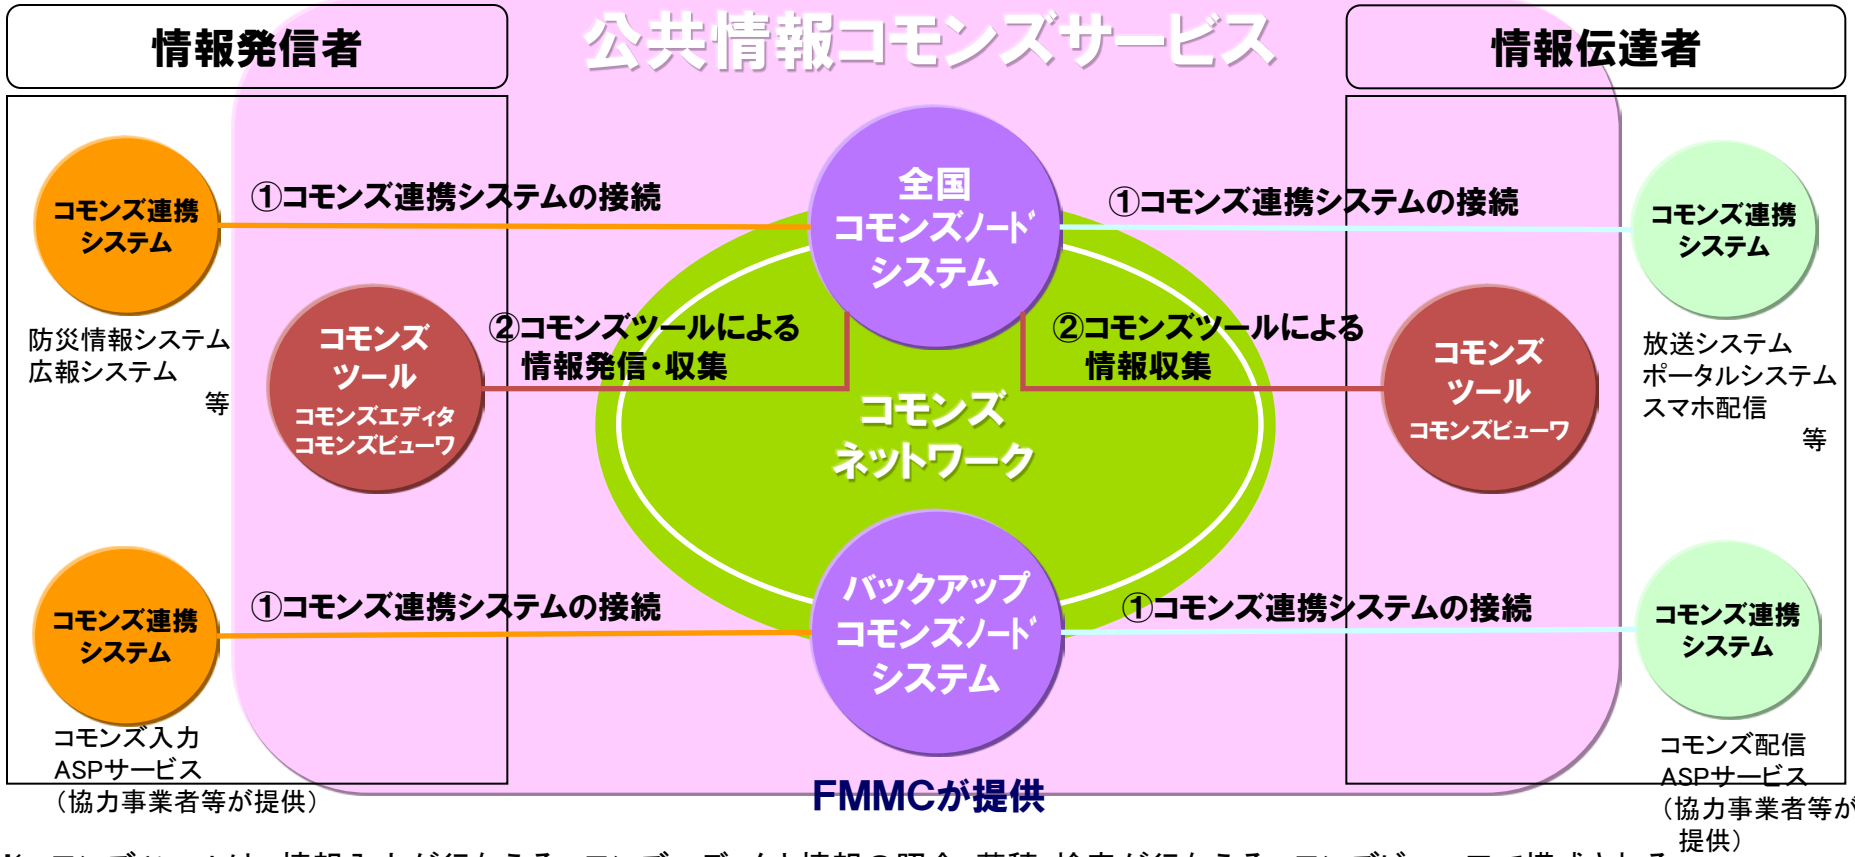 情報発信者
公共情報コモンズサービス
情報伝達者
コモンズ連携
システム
防災情報システム
広報システム
等
①コモンズ連携システムの接続
全国
コモンズノード
システム
①コモンズ連携システムの接続
コモンズ連携
システム
放送システム
ポータルシステム
スマホ配信
等
コモンズ
ツール
コモンズエディタ
コモンズビューワ
②コモンズツールによる
情報発信・収集
②コモンズツールによる
情報収集
コモンズ
ツール
コモンズビューワ
コモンズ
ネットワーク
コモンズ連携
システム
コモンズ入力
ASPサービス
（協力事業者等が提供）
①コモンズ連携システムの接続
バックアップ
コモンズノード
システム
①コモンズ連携システムの接続
コモンズ連携
システム
コモンズ配信
ASPサービス
（協力事業者等が
提供）
FMMCが提供